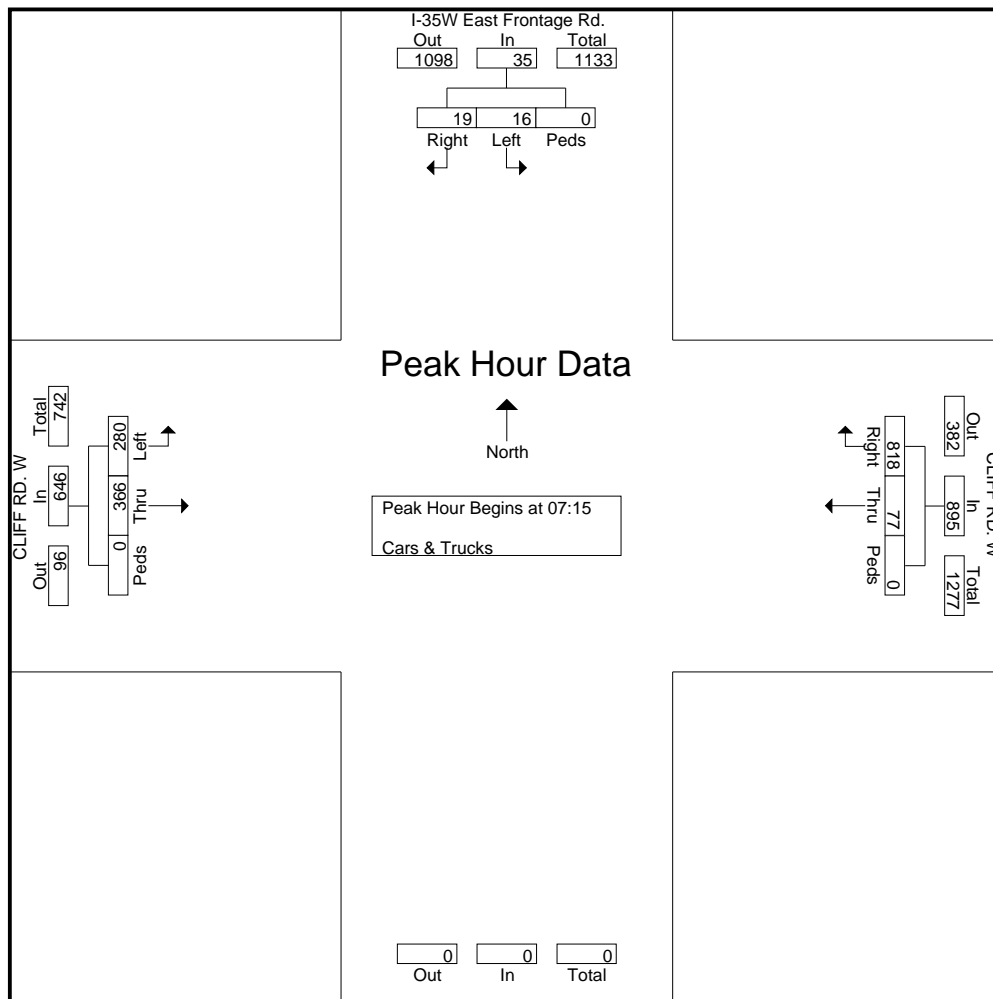 I-35W East Frontage Rd.
Out In Total
1098 35 1133
19 16 0
Right Left Peds
Peak Hour Data
North
Peak Hour Begins at 07:15
Cars & Trucks
CLIFF RD. W
Total In Out
742 646 96
280 366 0
Left Thru Peds
CLIFF RD. W
Out In Total
382 895 1277
Right Thru Peds
818 77 0
0 0 0
Out In Total